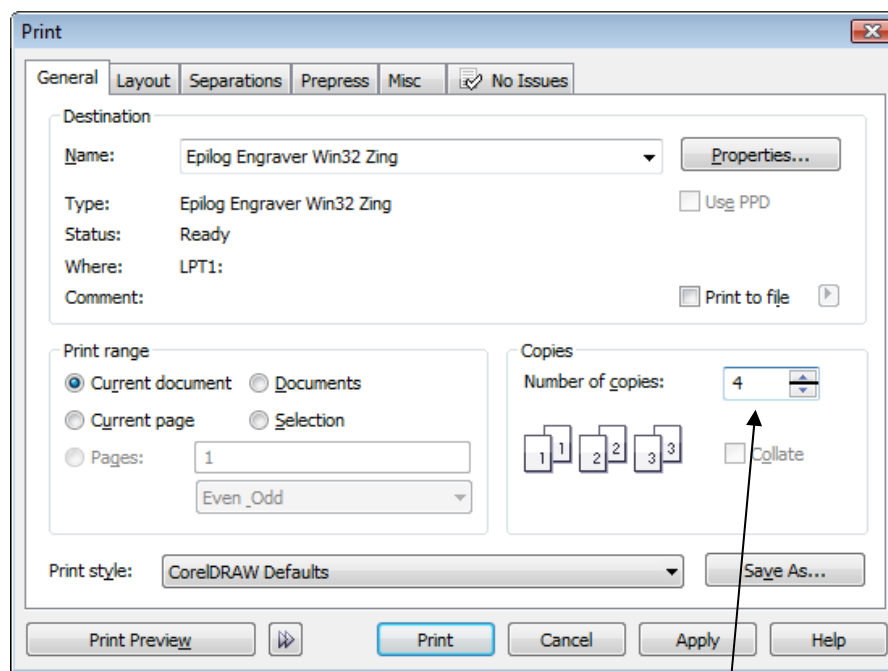 Print
General Layout Separations Prepress Misc No Issues
Destination
Name: Epilog Engraver Win32 Zing Properties...
Type: Epilog Engraver Win32 Zing Use PPD
Status: Ready
Where: LPT1:
Comment: Print to file
Print range Copies
Current document Documents Number of copies: 4
Current page Selection
1 1 2 2 3 3 Collate
Pages: 1
Even _Odd
Print style: CorelDRAW Defaults Save As...
Print Preview Print Cancel Apply Help